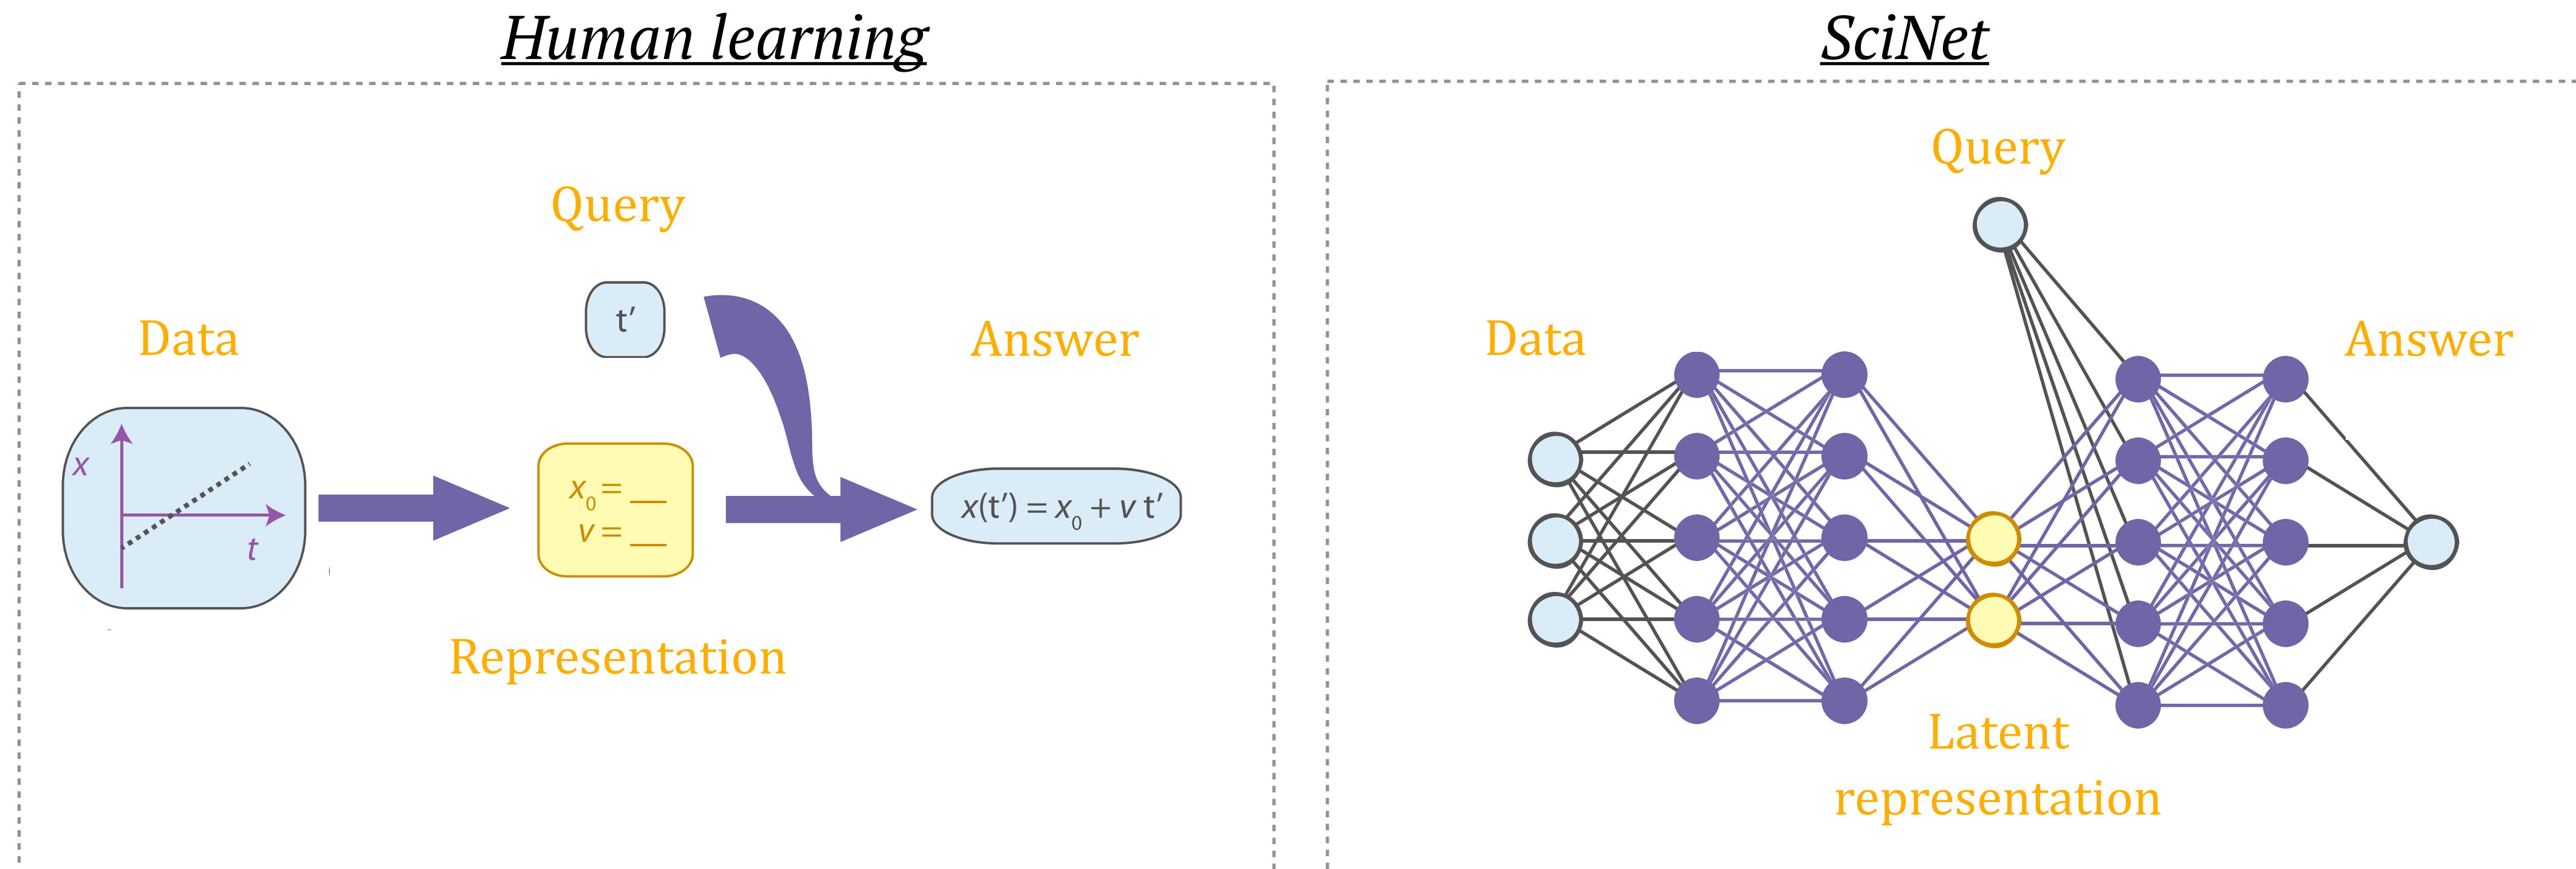 Human learning
Query
t′
Data
x
t
x₀ = __
v = __
Representation
Answer
x(t′) = x₀ + v t′
SciNet
Query
Data
Answer
Latent
representation